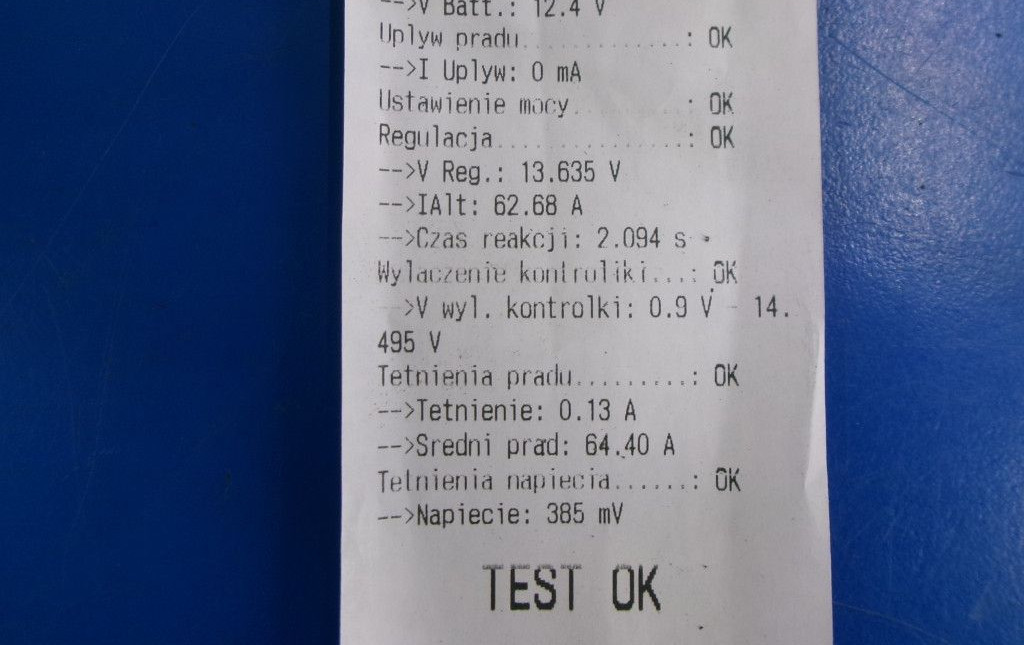 -->V Batt.: 12.4 V
Uplyw pradu.............: OK
-->I Uplyw: 0 mA
Ustawienie mocy.........: OK
Regulacja...............: OK
-->V Reg.: 13.635 V
-->IAlt: 62.68 A
-->Czas reakcji: 2.094 s
Wylaczenie kontroliki...: OK
-->V wyl. kontrolki: 0.9 V - 14.
495 V
Tetnienia pradu.........: OK
-->Tetnienie: 0.13 A
-->Sredni prad: 64.40 A
Tetnienia napiecia......: OK
-->Napiecie: 385 mV
TEST OK